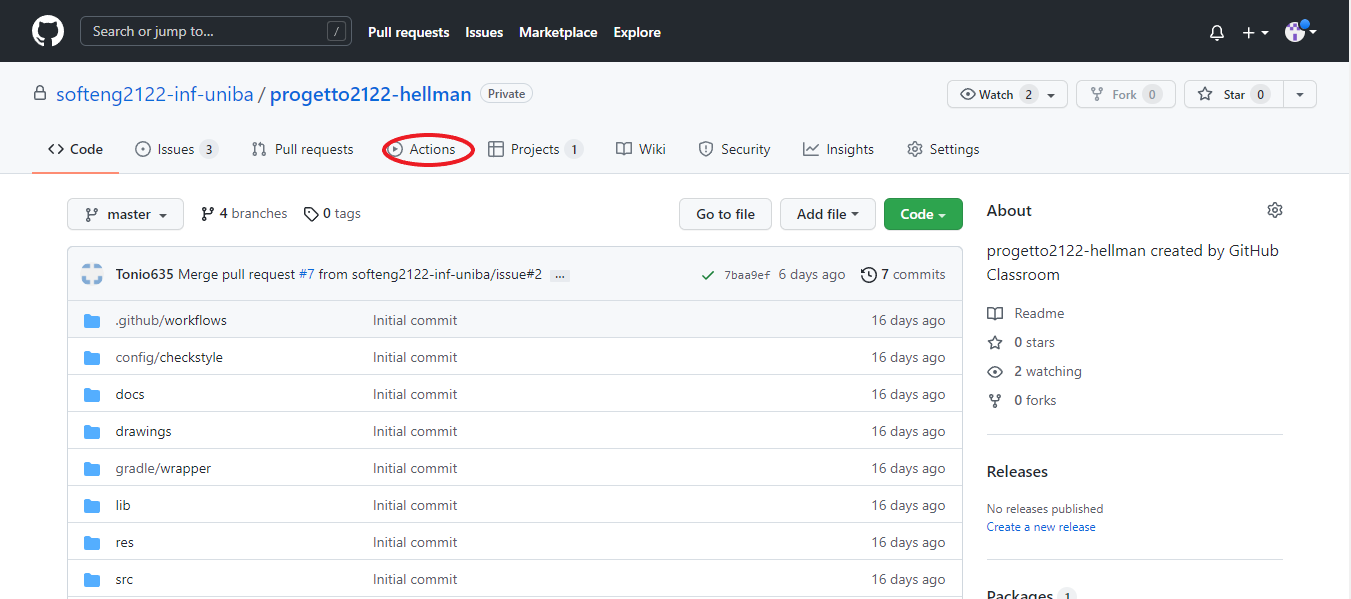 Search or jump to... / Pull requests Issues Marketplace Explore
softeng2122-inf-uniba / progetto2122-hellman Private Watch 2 Fork 0 Star 0
Code Issues 3 Pull requests Actions Projects 1 Wiki Security Insights Settings
master 4 branches 0 tags Go to file Add file Code
Tonio635 Merge pull request #7 from softeng2122-inf-uniba/issue#2 ... 7baa9ef 6 days ago 7 commits
.github/workflows Initial commit 16 days ago
config/checkstyle Initial commit 16 days ago
docs Initial commit 16 days ago
drawings Initial commit 16 days ago
gradle/wrapper Initial commit 16 days ago
lib Initial commit 16 days ago
res Initial commit 16 days ago
src Initial commit 16 days ago
About
progetto2122-hellman created by GitHub
Classroom
Readme
0 stars
2 watching
0 forks
Releases
No releases published
Create a new release
Packages 1